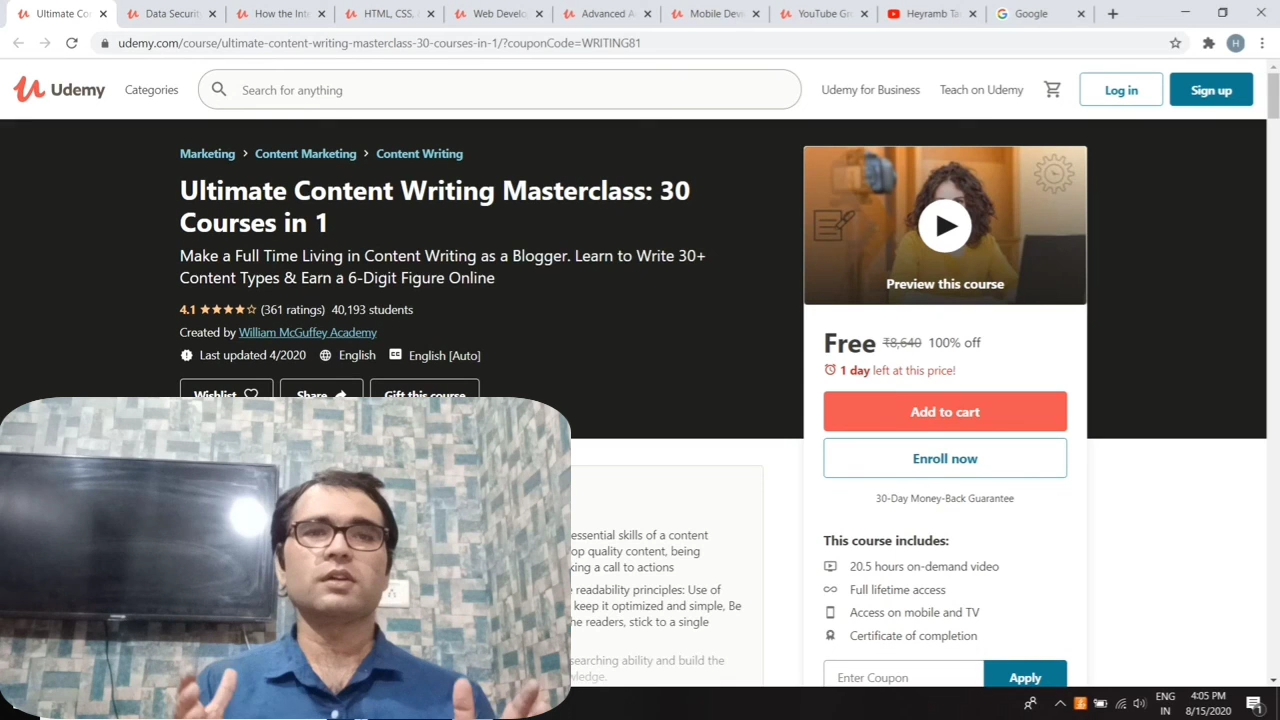 Ultimate Co
Data Securit
How the Inte
HTML, CSS,
Web Develo
Advanced A
Mobile Dev
YouTube Gr
Heyramb Te
Google
udemy.com/course/ultimate-content-writing-masterclass-30-courses-in-1/?couponCode=WRITING81
H
Udemy
Categories
Search for anything
Udemy for Business
Teach on Udemy
Log in
Sign up
Marketing > Content Marketing > Content Writing
Ultimate Content Writing Masterclass: 30
Courses in 1
Make a Full Time Living in Content Writing as a Blogger. Learn to Write 30+
Content Types & Earn a 6-Digit Figure Online
4.1 (361 ratings) 40,193 students
Created by William McGuffey Academy
Last updated 4/2020 English CC English [Auto]
Wishlist
Share
Gift this course
Preview this course
Free ₹8,640 100% off
1 day left at this price!
Add to cart
Enroll now
30-Day Money-Back Guarantee
This course includes:
20.5 hours on-demand video
Full lifetime access
Access on mobile and TV
Certificate of completion
Enter Coupon
Apply
essential skills of a content
op quality content, being
king a call to actions
readability principles: Use of
keep it optimized and simple, Be
he readers, stick to a single
searching ability and build the
wledge.
ENG
IN
4:05 PM
8/15/2020
1